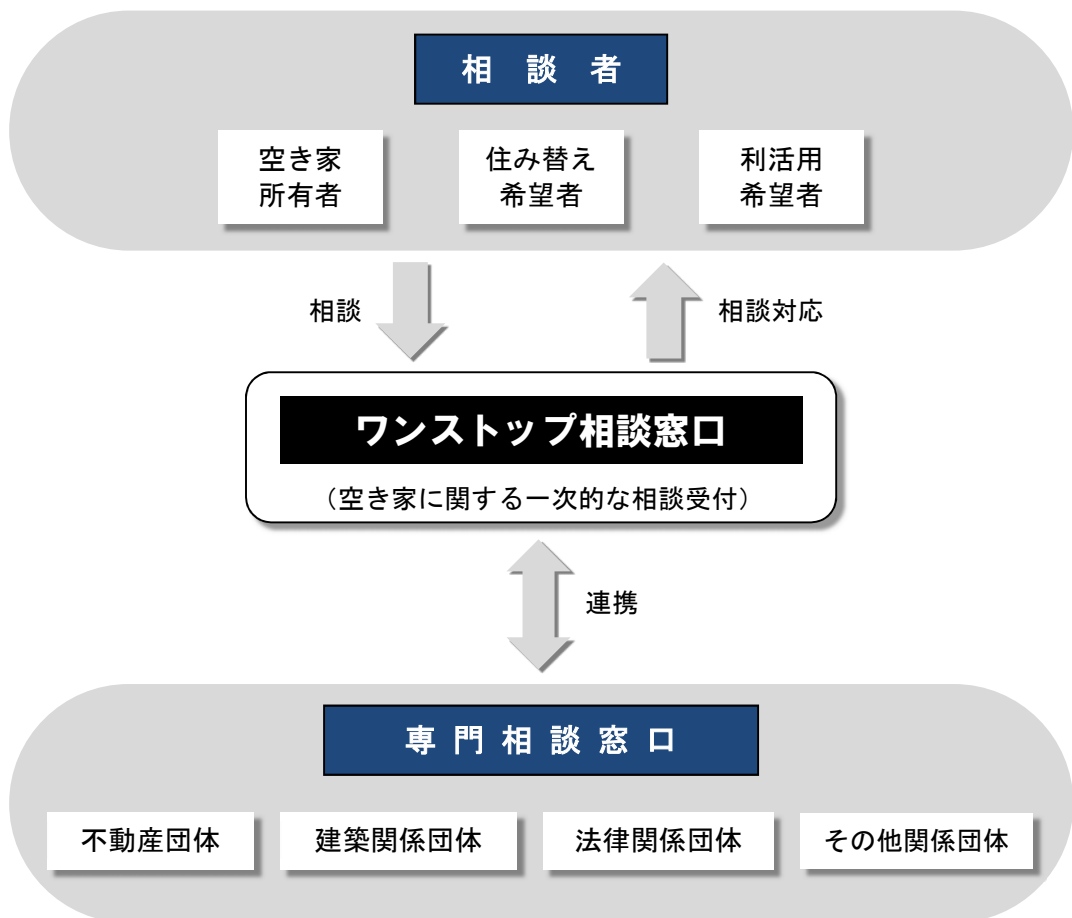 相談者
空き家
所有者
住み替え
希望者
利活用
希望者
相談
相談対応
ワンストップ相談窓口
（空き家に関する一次的な相談受付）
連携
専門相談窓口
不動産団体
建築関係団体
法律関係団体
その他関係団体